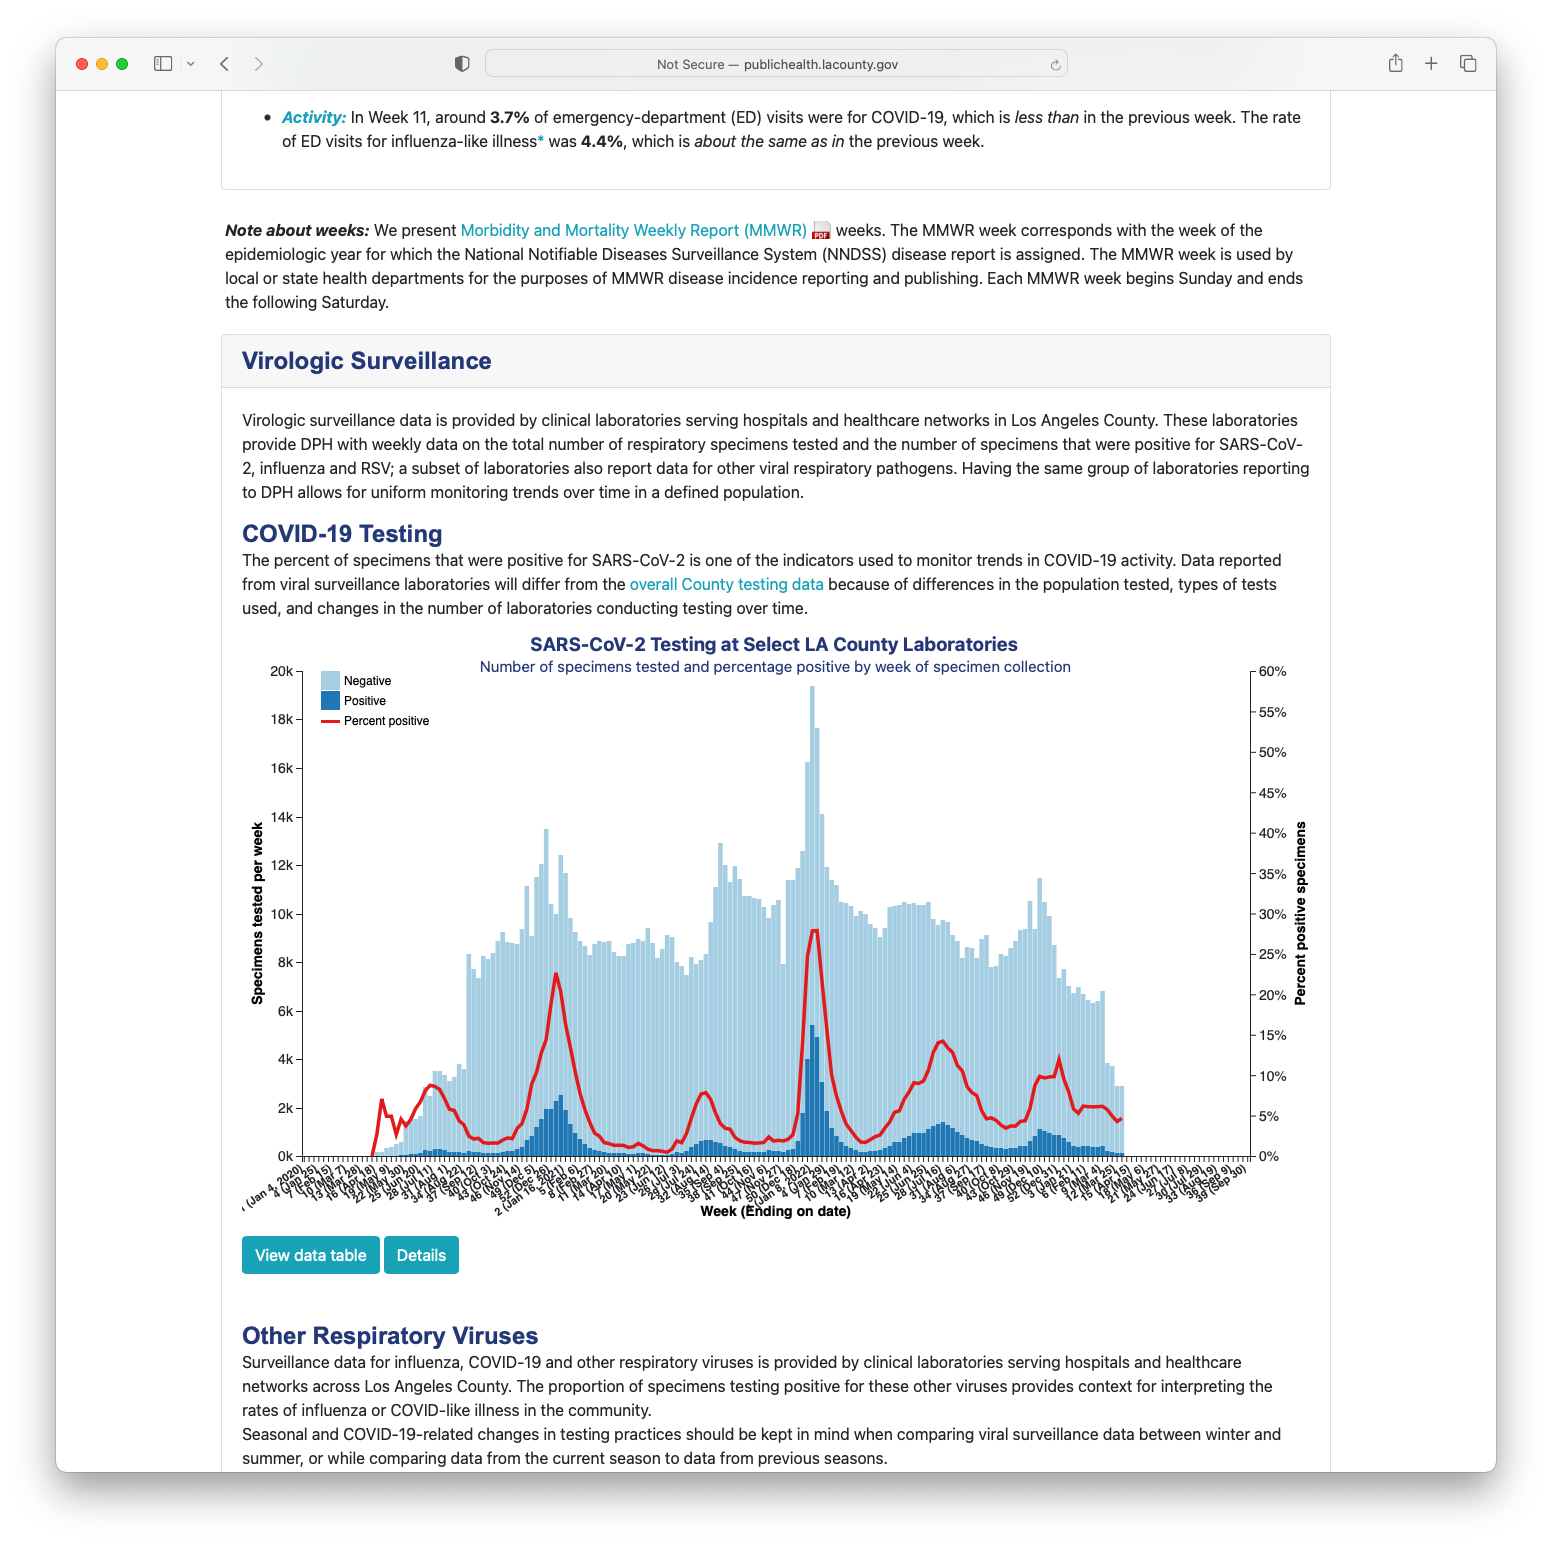 Not Secure — publichealth.lacounty.gov
• Activity: In Week 11, around 3.7% of emergency-department (ED) visits were for COVID-19, which is less than in the previous week. The rate
of ED visits for influenza-like illness* was 4.4%, which is about the same as in the previous week.
Note about weeks: We present Morbidity and Mortality Weekly Report (MMWR) PDF weeks. The MMWR week corresponds with the week of the
epidemiologic year for which the National Notifiable Diseases Surveillance System (NNDSS) disease report is assigned. The MMWR week is used by
local or state health departments for the purposes of MMWR disease incidence reporting and publishing. Each MMWR week begins Sunday and ends
the following Saturday.
Virologic Surveillance
Virologic surveillance data is provided by clinical laboratories serving hospitals and healthcare networks in Los Angeles County. These laboratories
provide DPH with weekly data on the total number of respiratory specimens tested and the number of specimens that were positive for SARS-CoV-
2, influenza and RSV; a subset of laboratories also report data for other viral respiratory pathogens. Having the same group of laboratories reporting
to DPH allows for uniform monitoring trends over time in a defined population.
COVID-19 Testing
The percent of specimens that were positive for SARS-CoV-2 is one of the indicators used to monitor trends in COVID-19 activity. Data reported
from viral surveillance laboratories will differ from the overall County testing data because of differences in the population tested, types of tests
used, and changes in the number of laboratories conducting testing over time.
SARS-CoV-2 Testing at Select LA County Laboratories
Number of specimens tested and percentage positive by week of specimen collection
Negative
Positive
Percent positive
20k
18k
16k
14k
12k
10k
8k
6k
4k
2k
0k
Specimens tested per week
60%
55%
50%
45%
40%
35%
30%
25%
20%
15%
10%
5%
0%
Percent positive specimens
Week (Ending on date)
View data table
Details
Other Respiratory Viruses
Surveillance data for influenza, COVID-19 and other respiratory viruses is provided by clinical laboratories serving hospitals and healthcare
networks across Los Angeles County. The proportion of specimens testing positive for these other viruses provides context for interpreting the
rates of influenza or COVID-like illness in the community.
Seasonal and COVID-19-related changes in testing practices should be kept in mind when comparing viral surveillance data between winter and
summer, or while comparing data from the current season to data from previous seasons.